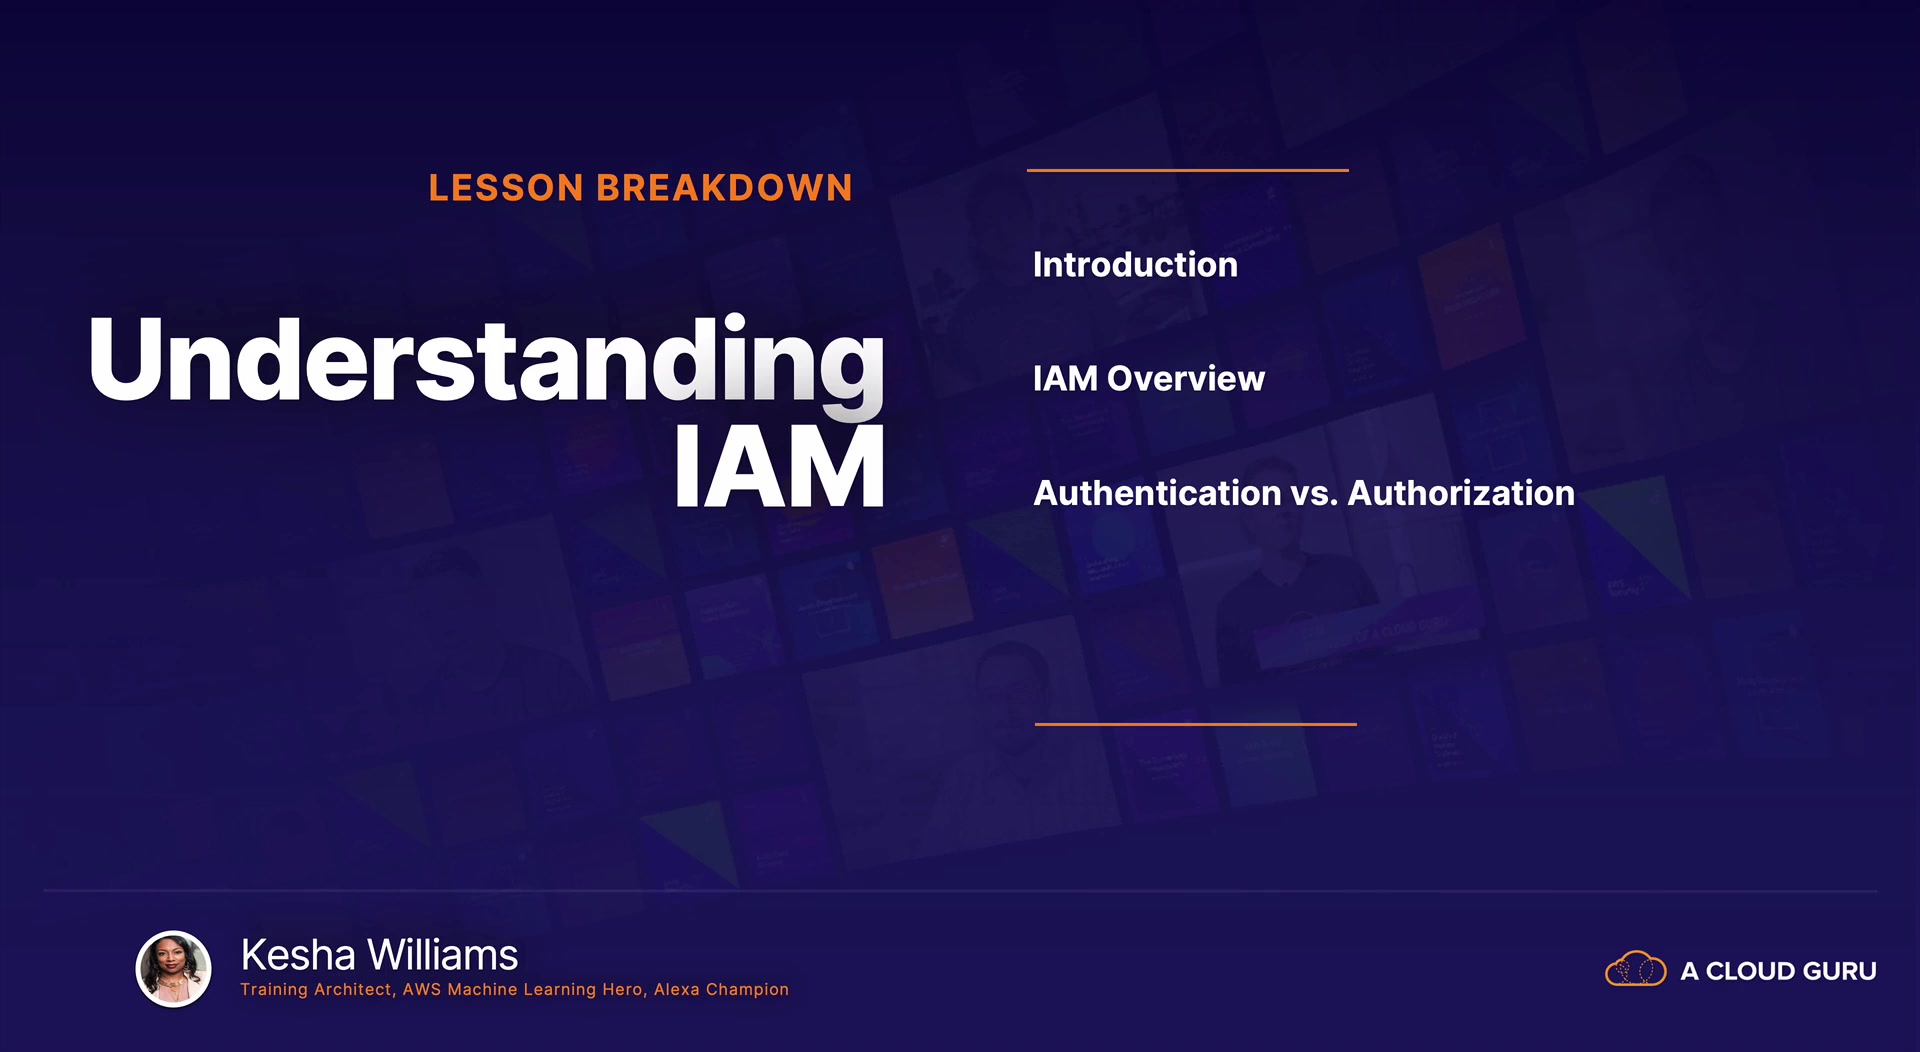 LESSON BREAKDOWN
Understanding
IAM
Introduction
IAM Overview
Authentication vs. Authorization
Kesha Williams
Training Architect, AWS Machine Learning Hero, Alexa Champion
A CLOUD GURU